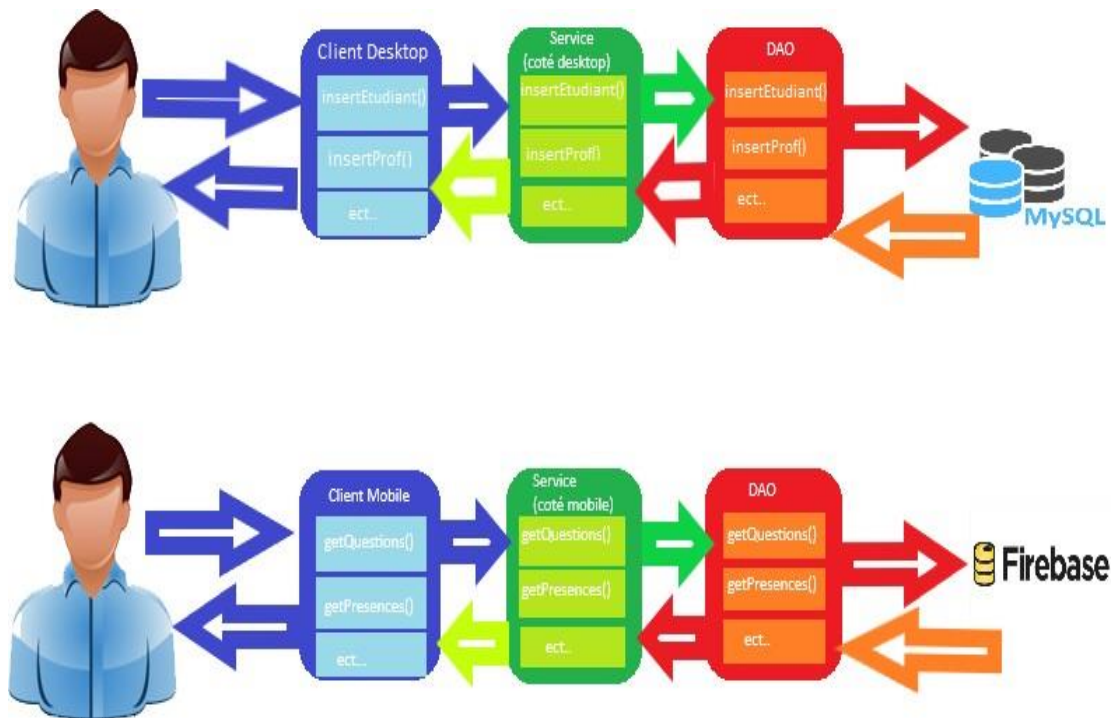 Client Desktop
insertEtudiant()
insertProf()
ect..
Service
(coté desktop)
insertEtudiant()
insertProf()
ect..
DAO
insertEtudiant()
insertProf()
ect..
MySQL
Client Mobile
getQuestions()
getPresences()
ect...
Service
(coté mobile)
getQuestions()
getPresences()
ect..
DAO
getQuestions()
getPresences()
ect..
Firebase